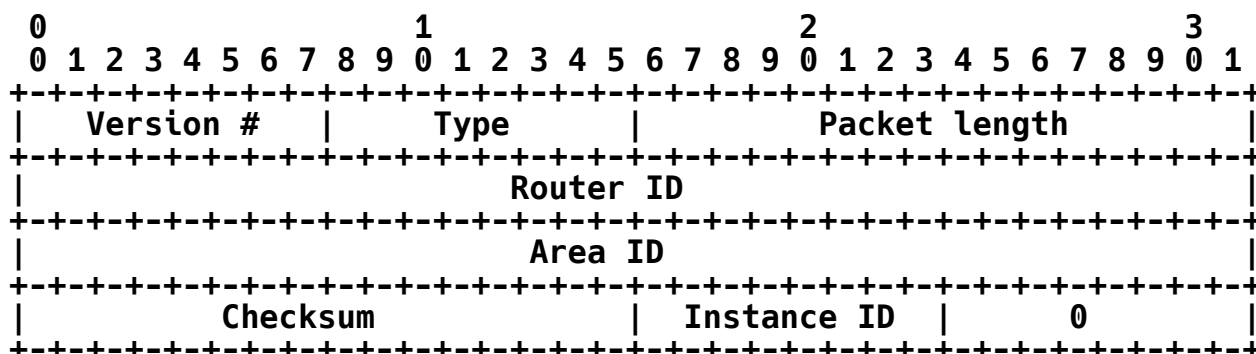 0                   1                   2                   3
 0 1 2 3 4 5 6 7 8 9 0 1 2 3 4 5 6 7 8 9 0 1 2 3 4 5 6 7 8 9 0 1
+-+-+-+-+-+-+-+-+-+-+-+-+-+-+-+-+-+-+-+-+-+-+-+-+-+-+-+-+-+-+-+-+
|   Version #   |     Type      |         Packet length         |
+-+-+-+-+-+-+-+-+-+-+-+-+-+-+-+-+-+-+-+-+-+-+-+-+-+-+-+-+-+-+-+-+
|                         Router ID                             |
+-+-+-+-+-+-+-+-+-+-+-+-+-+-+-+-+-+-+-+-+-+-+-+-+-+-+-+-+-+-+-+-+
|                          Area ID                              |
+-+-+-+-+-+-+-+-+-+-+-+-+-+-+-+-+-+-+-+-+-+-+-+-+-+-+-+-+-+-+-+-+
|          Checksum             |  Instance ID  |      0        |
+-+-+-+-+-+-+-+-+-+-+-+-+-+-+-+-+-+-+-+-+-+-+-+-+-+-+-+-+-+-+-+-+